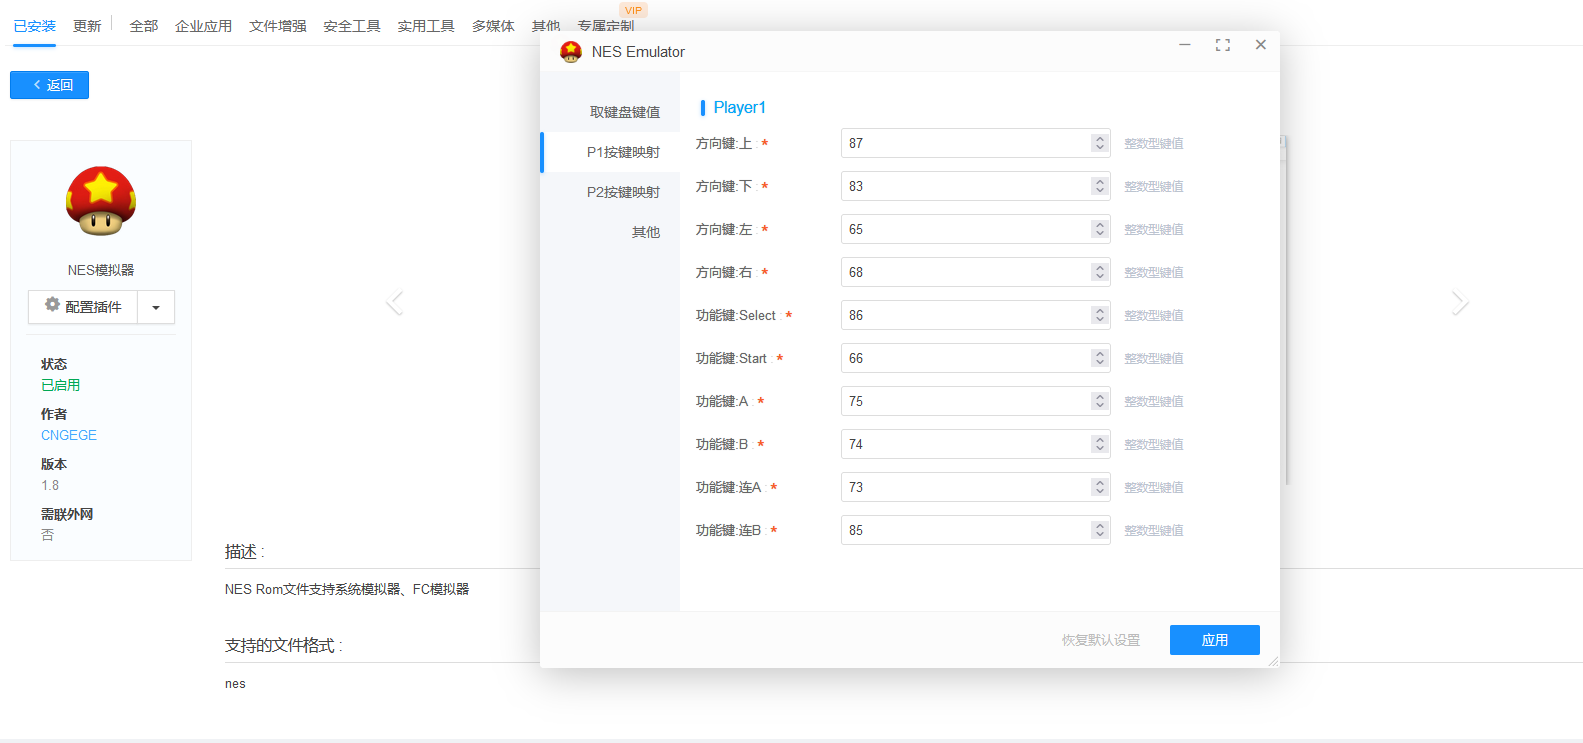 已安装 更新 全部 企业应用 文件增强 安全工具 实用工具 多媒体 其他 专属定制 VIP
返回
NES模拟器
配置插件
状态
已启用
作者
CNGEGE
版本
1.8
需联外网
否
描述 :
NES Rom文件支持系统模拟器、FC模拟器
支持的文件格式 :
nes
NES Emulator
取键盘键值
P1按键映射
P2按键映射
其他
Player1
方向键:上 : * 87 整数型键值
方向键:下 : * 83 整数型键值
方向键:左 : * 65 整数型键值
方向键:右 : * 68 整数型键值
功能键:Select : * 86 整数型键值
功能键:Start : * 66 整数型键值
功能键:A : * 75 整数型键值
功能键:B : * 74 整数型键值
功能键:连A : * 73 整数型键值
功能键:连B : * 85 整数型键值
恢复默认设置 应用